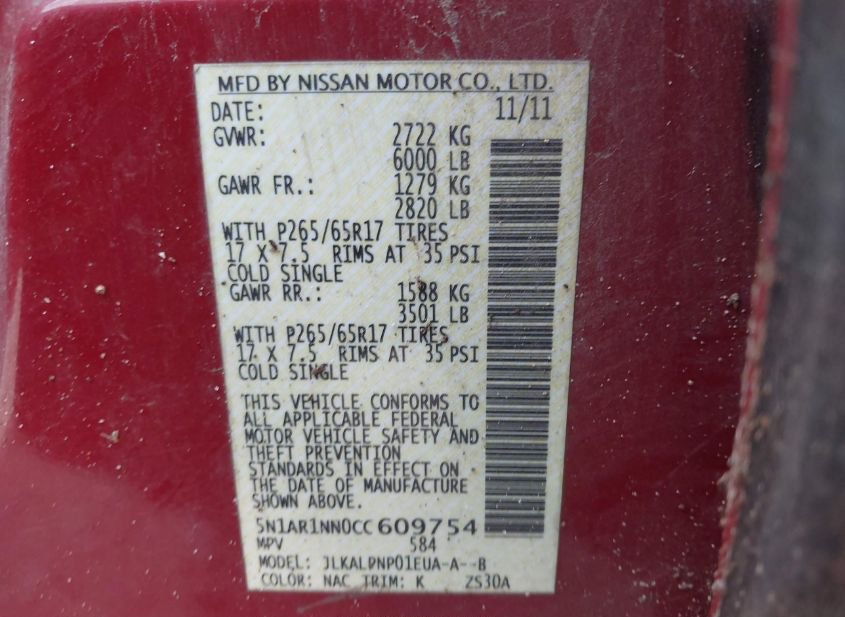 MFD BY NISSAN MOTOR CO., LTD.
DATE: 11/11
GVWR: 2722 KG
6000 LB
GAWR FR.: 1279 KG
2820 LB
WITH P265/65R17 TIRES
17 X 7.5 RIMS AT 35 PSI
COLD SINGLE
GAWR RR.: 1588 KG
3501 LB
WITH P265/65R17 TIRES
17 X 7.5 RIMS AT 35 PSI
COLD SINGLE
THIS VEHICLE CONFORMS TO
ALL APPLICABLE FEDERAL
MOTOR VEHICLE SAFETY AND
THEFT PREVENTION
STANDARDS IN EFFECT ON
THE DATE OF MANUFACTURE
SHOWN ABOVE.
5N1AR1NN0CC609754
MPV 584
MODEL: JLKALPNP01EUA-A--B
COLOR: NAC TRIM: K ZS30A